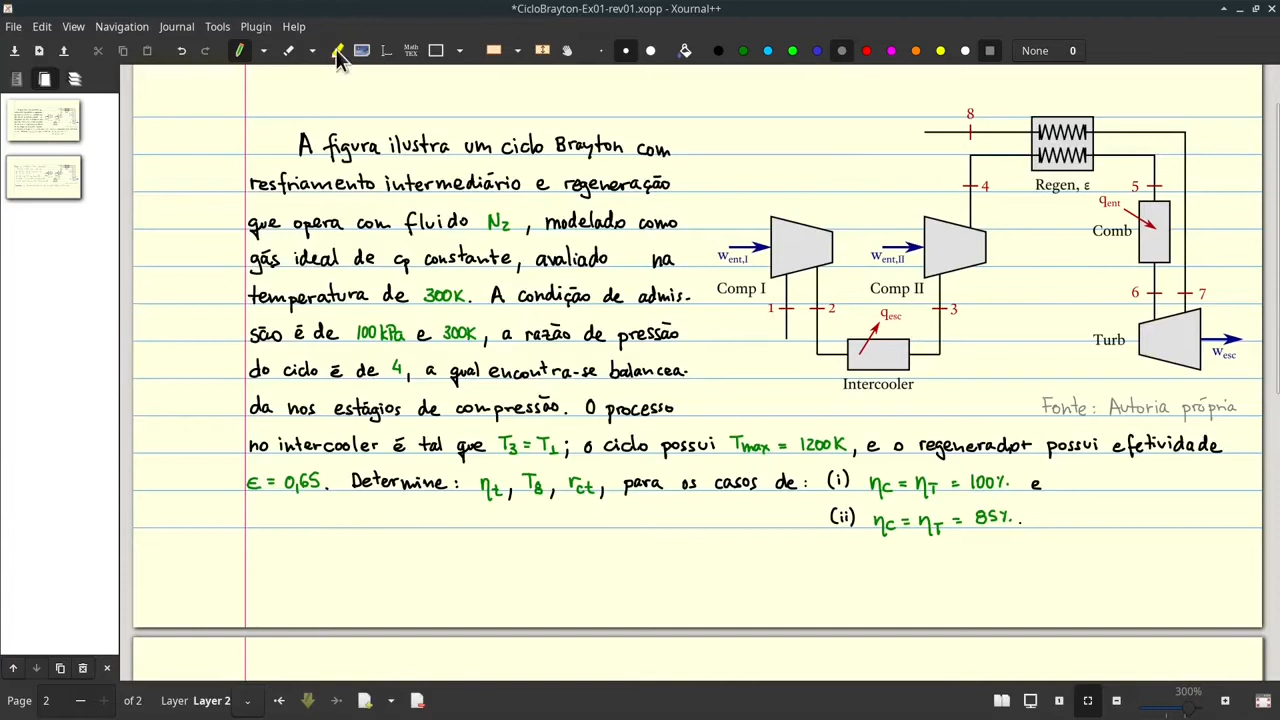 *CicloBrayton-Ex01-rev01.xopp - Xournal++
File Edit View Navigation Journal Tools Plugin Help
Math TEX
None 0
A figura ilustra um ciclo Brayton com
resfriamento intermediário e regeneração
que opera com fluido N₂, modelado como
gás ideal de cp constante, avaliado na
temperatura de 300K. A condição de admis-
são é de 100 kPa e 300K, a razão de pressão
do ciclo é de 4, a qual encontra-se balancea-
da nos estágios de compressão. O processo
no intercooler é tal que T₃ = T₁; o ciclo possui Tmax = 1200K, e o regenerador possui efetividade
ε = 0,65. Determine: ηt, T₈, rct, para os casos de: (i) ηC = ηT = 100%. e
(ii) ηC = ηT = 85%.
8
4
Regen, ε
5
qent
Comb
went,I
Comp I
went,II
Comp II
1
2
qesc
3
6
7
Turb
wesc
Intercooler
Fonte: Autoria própria
Page 2 of 2 Layer Layer 2
300%